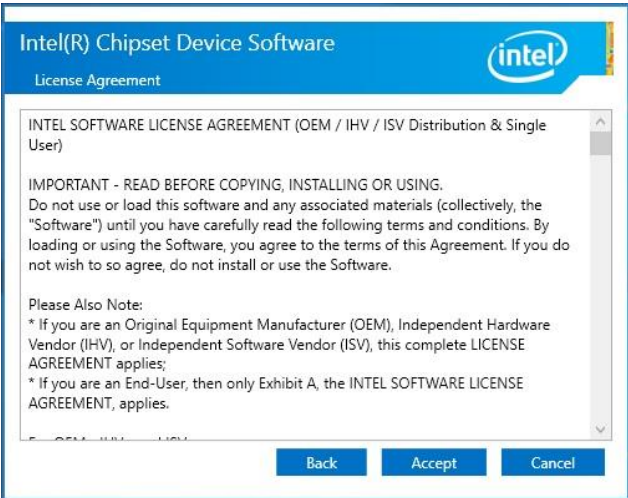 Intel(R) Chipset Device Software
intel
License Agreement
INTEL SOFTWARE LICENSE AGREEMENT (OEM / IHV / ISV Distribution & Single
User)
IMPORTANT - READ BEFORE COPYING, INSTALLING OR USING.
Do not use or load this software and any associated materials (collectively, the
"Software") until you have carefully read the following terms and conditions. By
loading or using the Software, you agree to the terms of this Agreement. If you do
not wish to so agree, do not install or use the Software.
Please Also Note:
* If you are an Original Equipment Manufacturer (OEM), Independent Hardware
Vendor (IHV), or Independent Software Vendor (ISV), this complete LICENSE
AGREEMENT applies;
* If you are an End-User, then only Exhibit A, the INTEL SOFTWARE LICENSE
AGREEMENT, applies.
Back Accept Cancel